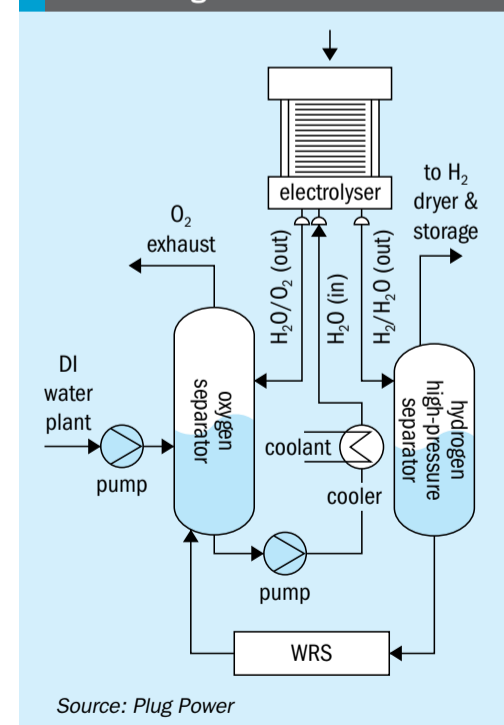 electrolyser
to H₂
dryer &
storage
O₂
exhaust
H₂O/O₂ (out)
H₂O (in)
H₂/H₂O (out)
DI
water
plant
pump
oxygen
separator
coolant
cooler
hydrogen
high-pressure
separator
pump
WRS
Source: Plug Power